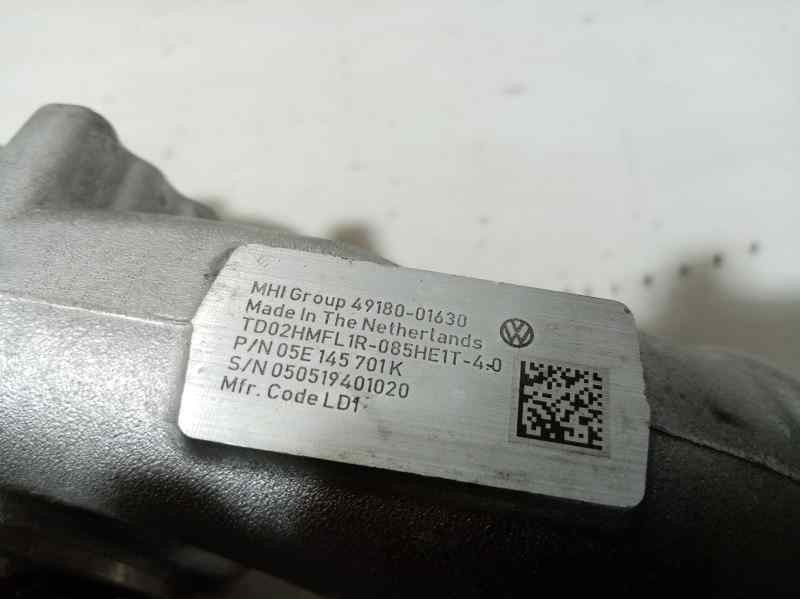 MHI Group 49180-01630
Made In The Netherlands
TD02HMFL1R-085HE1T-4.0
P/N 05E 145 701 K
S/N 050519401020
Mfr. Code LD1